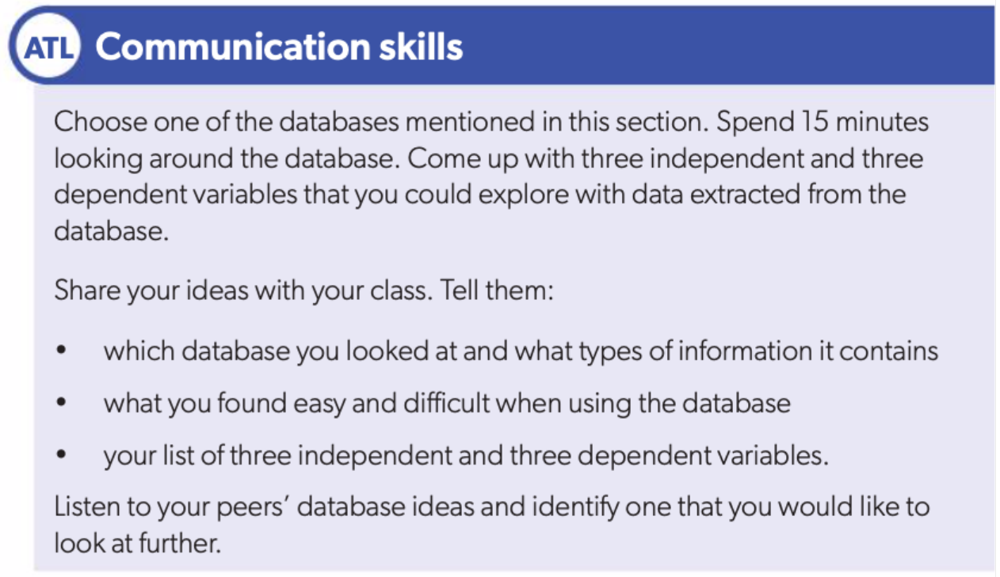 ATL Communication skills
Choose one of the databases mentioned in this section. Spend 15 minutes
looking around the database. Come up with three independent and three
dependent variables that you could explore with data extracted from the
database.
Share your ideas with your class. Tell them:
• which database you looked at and what types of information it contains
• what you found easy and difficult when using the database
• your list of three independent and three dependent variables.
Listen to your peers’ database ideas and identify one that you would like to
look at further.